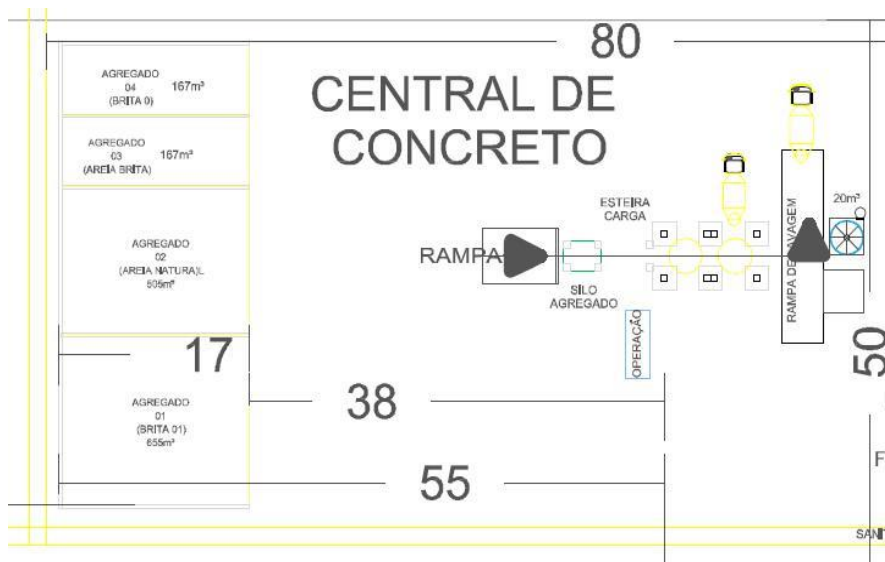 80
AGREGADO
04
(BRITA 0)
167m³
CENTRAL DE
CONCRETO
AGREGADO
03
(AREIA BRITA)
167m³
ESTEIRA
CARGA
RAMPA DE LAVAGEM
20m³
AGREGADO
02
(AREIA NATURA)L
505m³
RAMPA
SILO
AGREGADO
OPERAÇÃO
17
50
38
AGREGADO
01
(BRITA 01)
655m³
55
F
SANIT